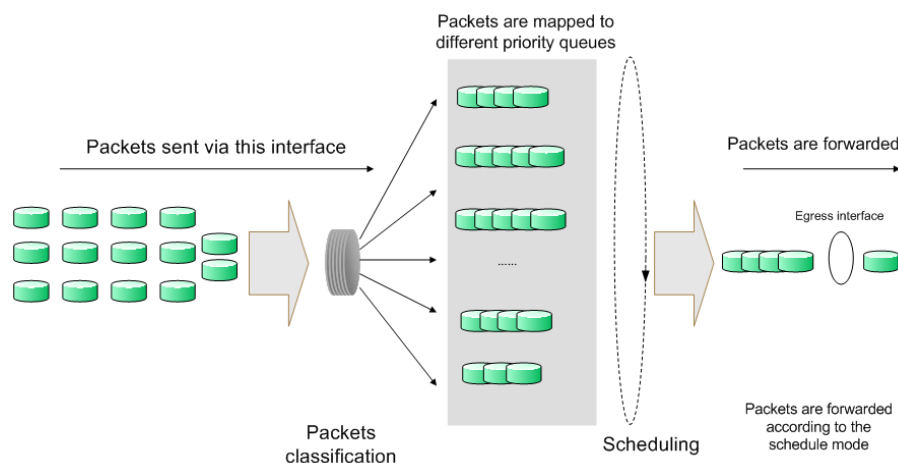 Packets are mapped to
different priority queues
Packets sent via this interface
Packets are forwarded
Egress interface
......
Packets
classification
Scheduling
Packets are forwarded
according to the
schedule mode